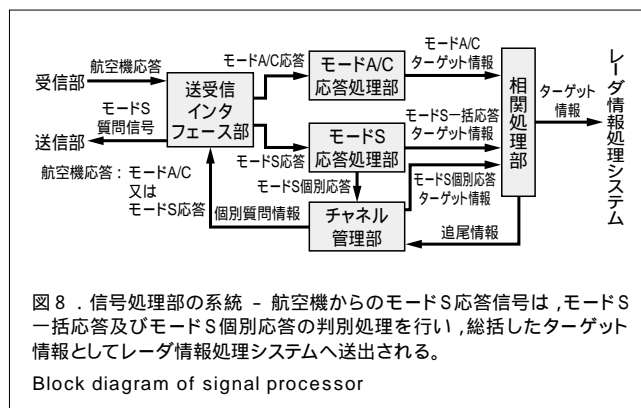 受信部
航空機応答
モードS
質問信号
送信部
航空機応答：モードA/C
又は
モードS応答
送受信
インタ
フェース部
モードA/C応答
モードS応答
モードA/C
応答処理部
モードS
応答処理部
モードS個別応答
個別質問情報
チャネル
管理部
モードA/C
ターゲット情報
モードS一括応答
ターゲット情報
モードS個別応答
ターゲット情報
追尾情報
相関処理部
ターゲット
情報
レーダ情報処理システム
図8．信号処理部の系統－航空機からのモードS応答信号は，モードS
一括応答及びモードS個別応答の判別処理を行い，総括したターゲット
情報としてレーダ情報処理システムへ送出される。
Block diagram of signal processor